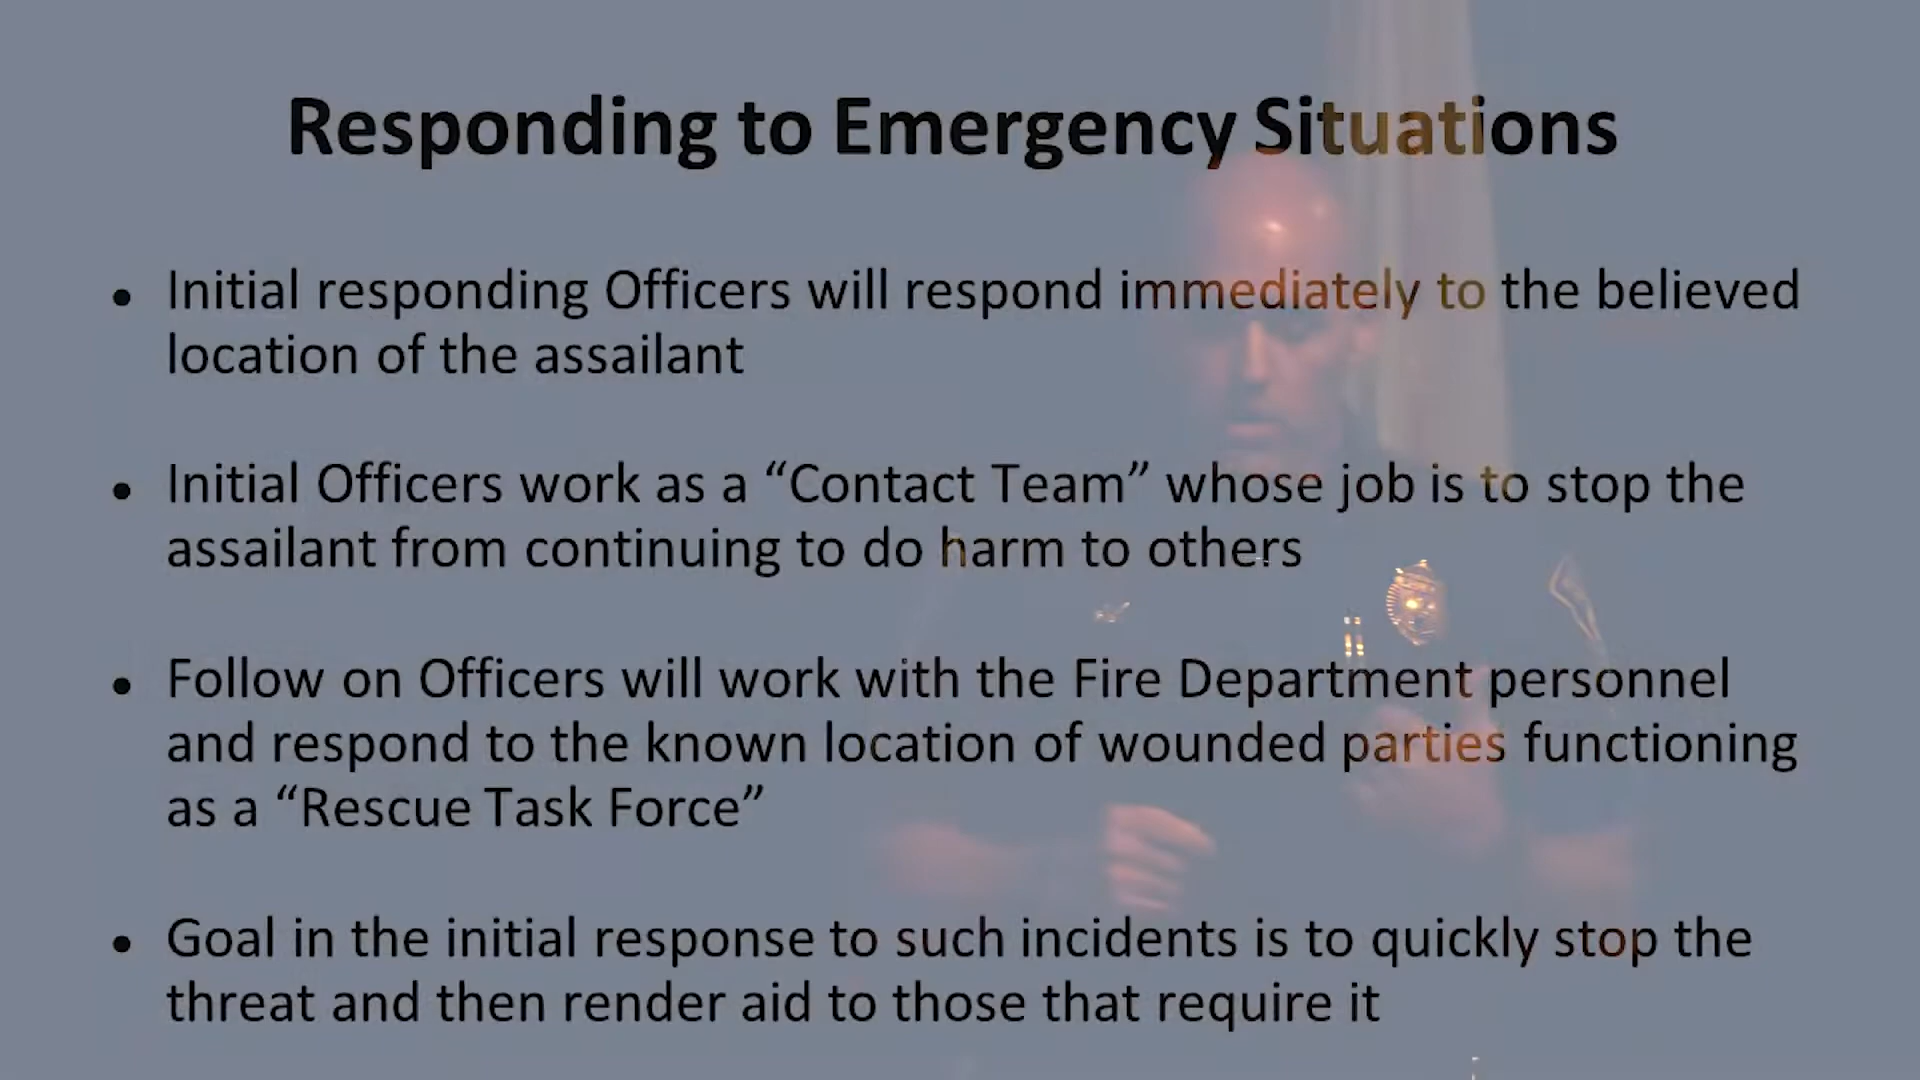 Responding to Emergency Situations
• Initial responding Officers will respond immediately to the believed
location of the assailant
• Initial Officers work as a “Contact Team” whose job is to stop the
assailant from continuing to do harm to others
• Follow on Officers will work with the Fire Department personnel
and respond to the known location of wounded parties functioning
as a “Rescue Task Force”
• Goal in the initial response to such incidents is to quickly stop the
threat and then render aid to those that require it